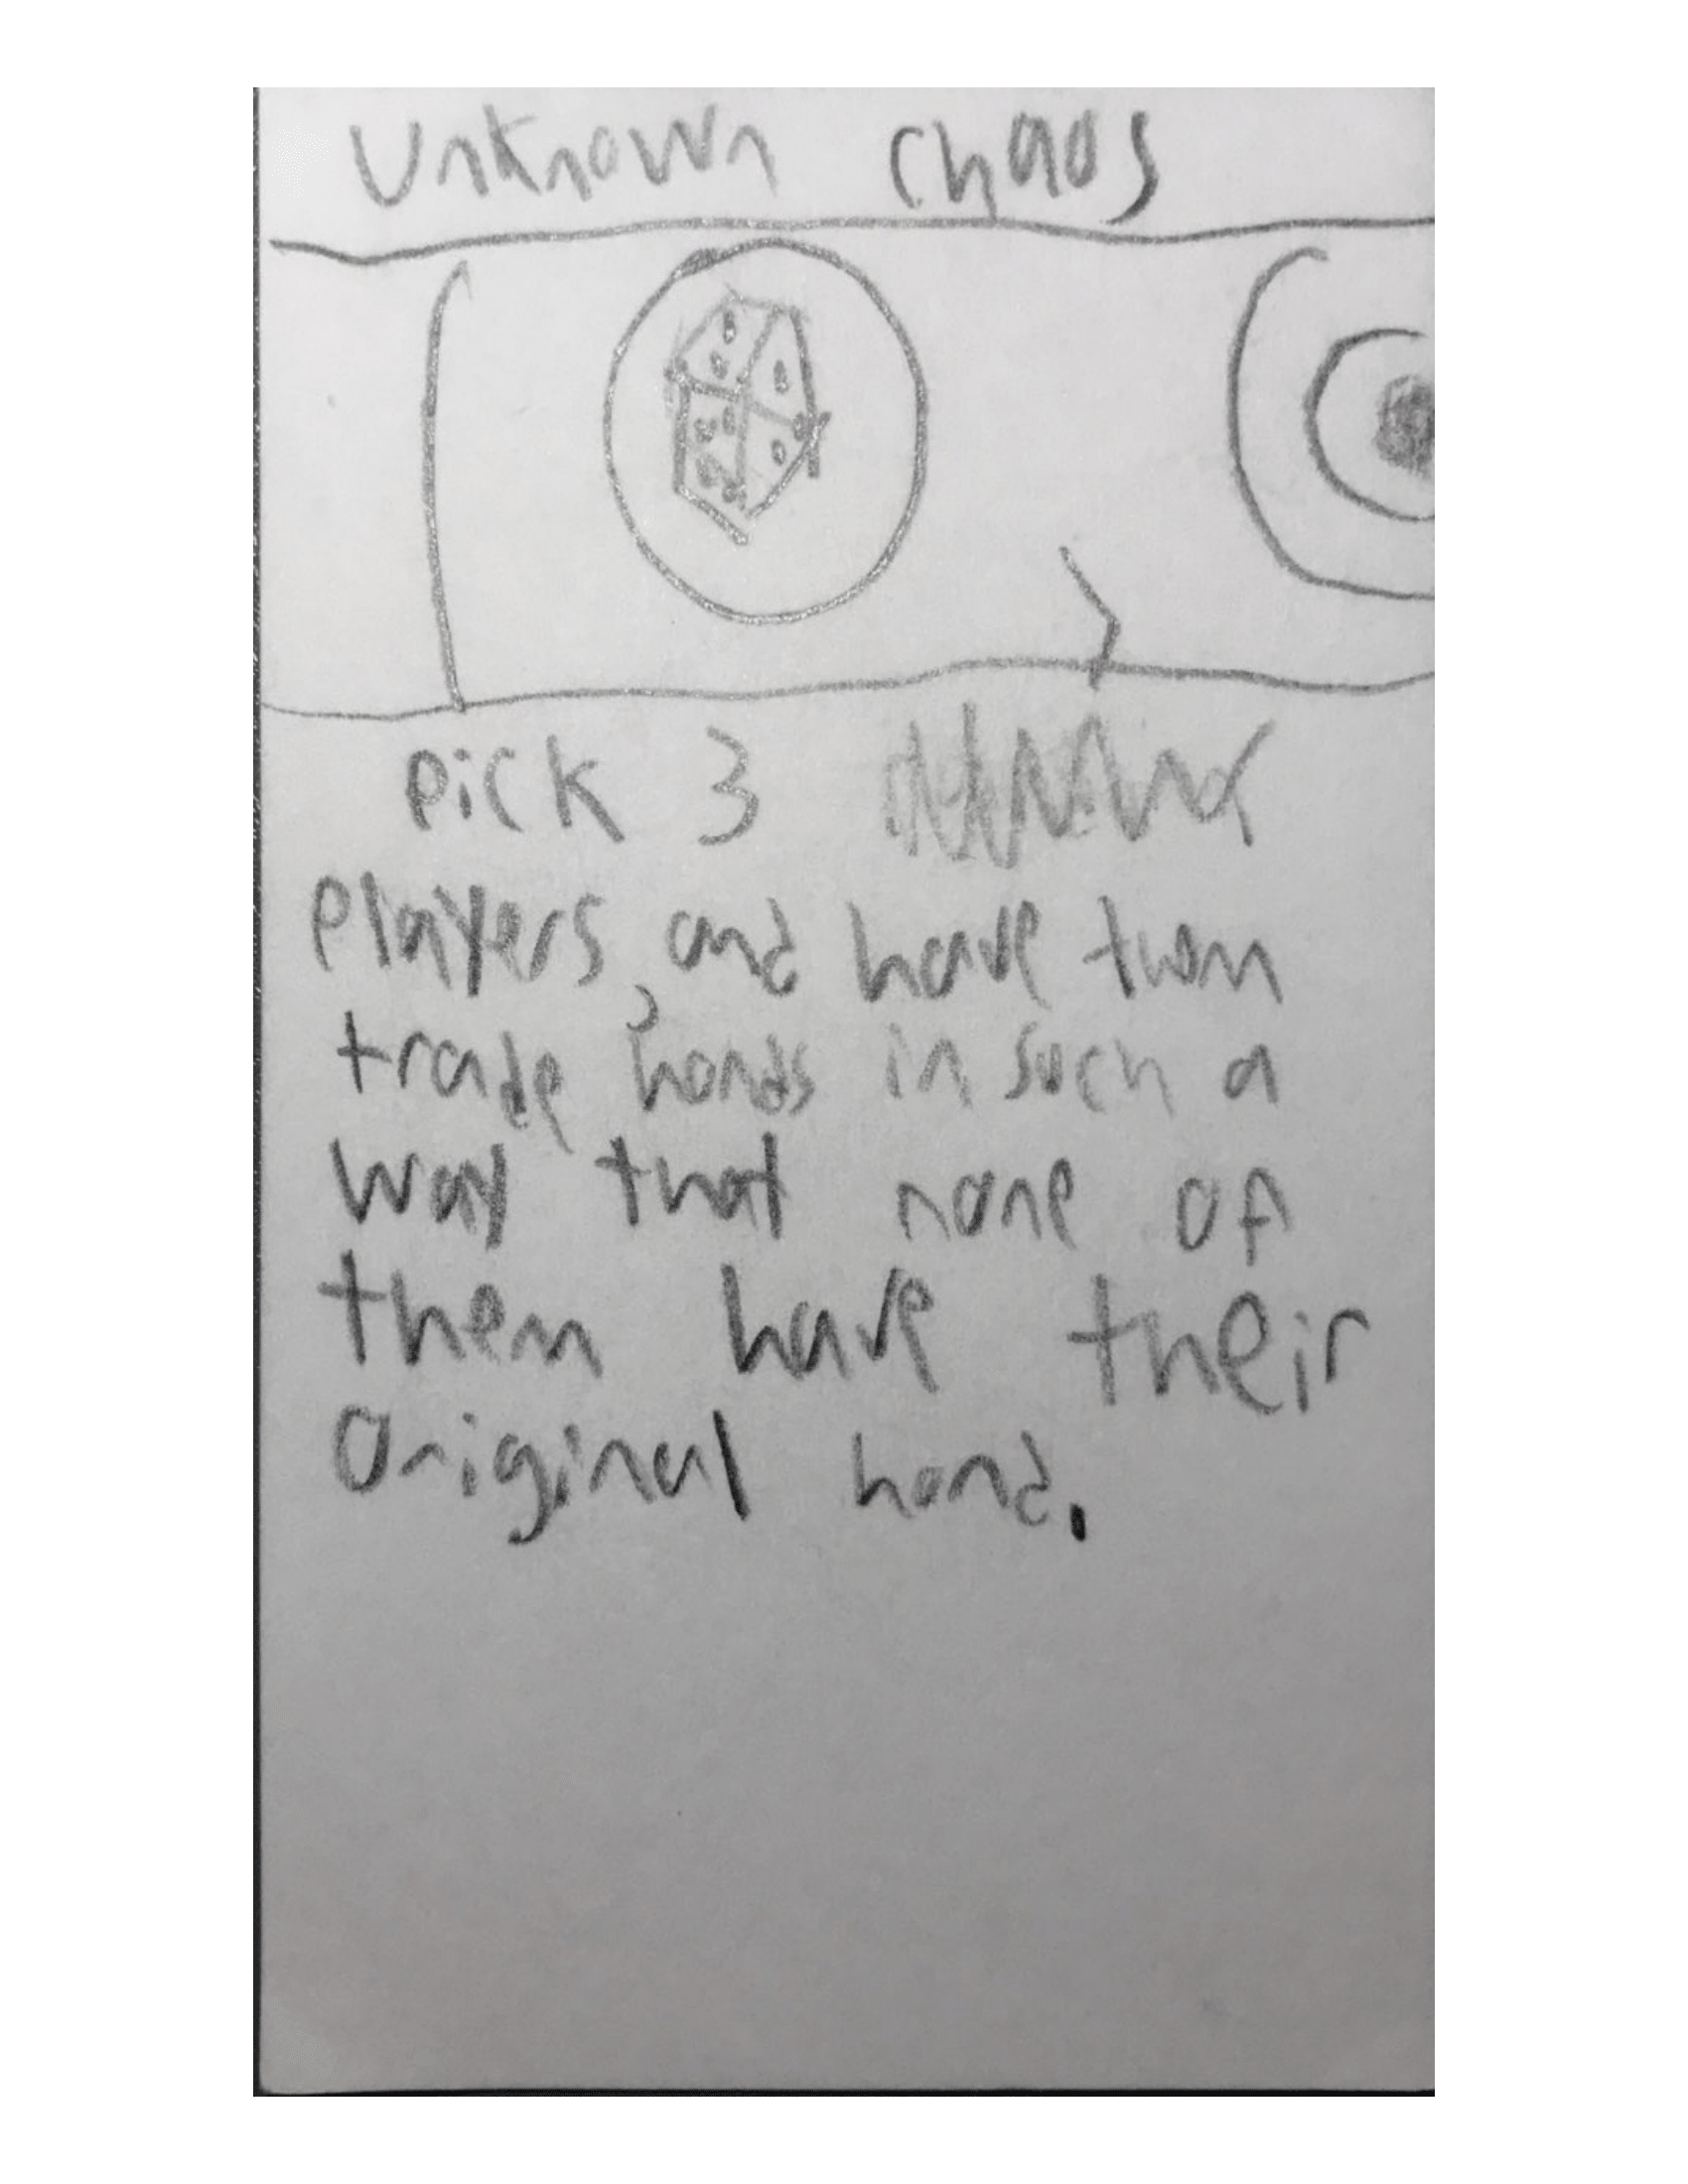 Unknown chaos
pick 3
players, and have them
trade hands in such a
way that none of
them have their
original hand.